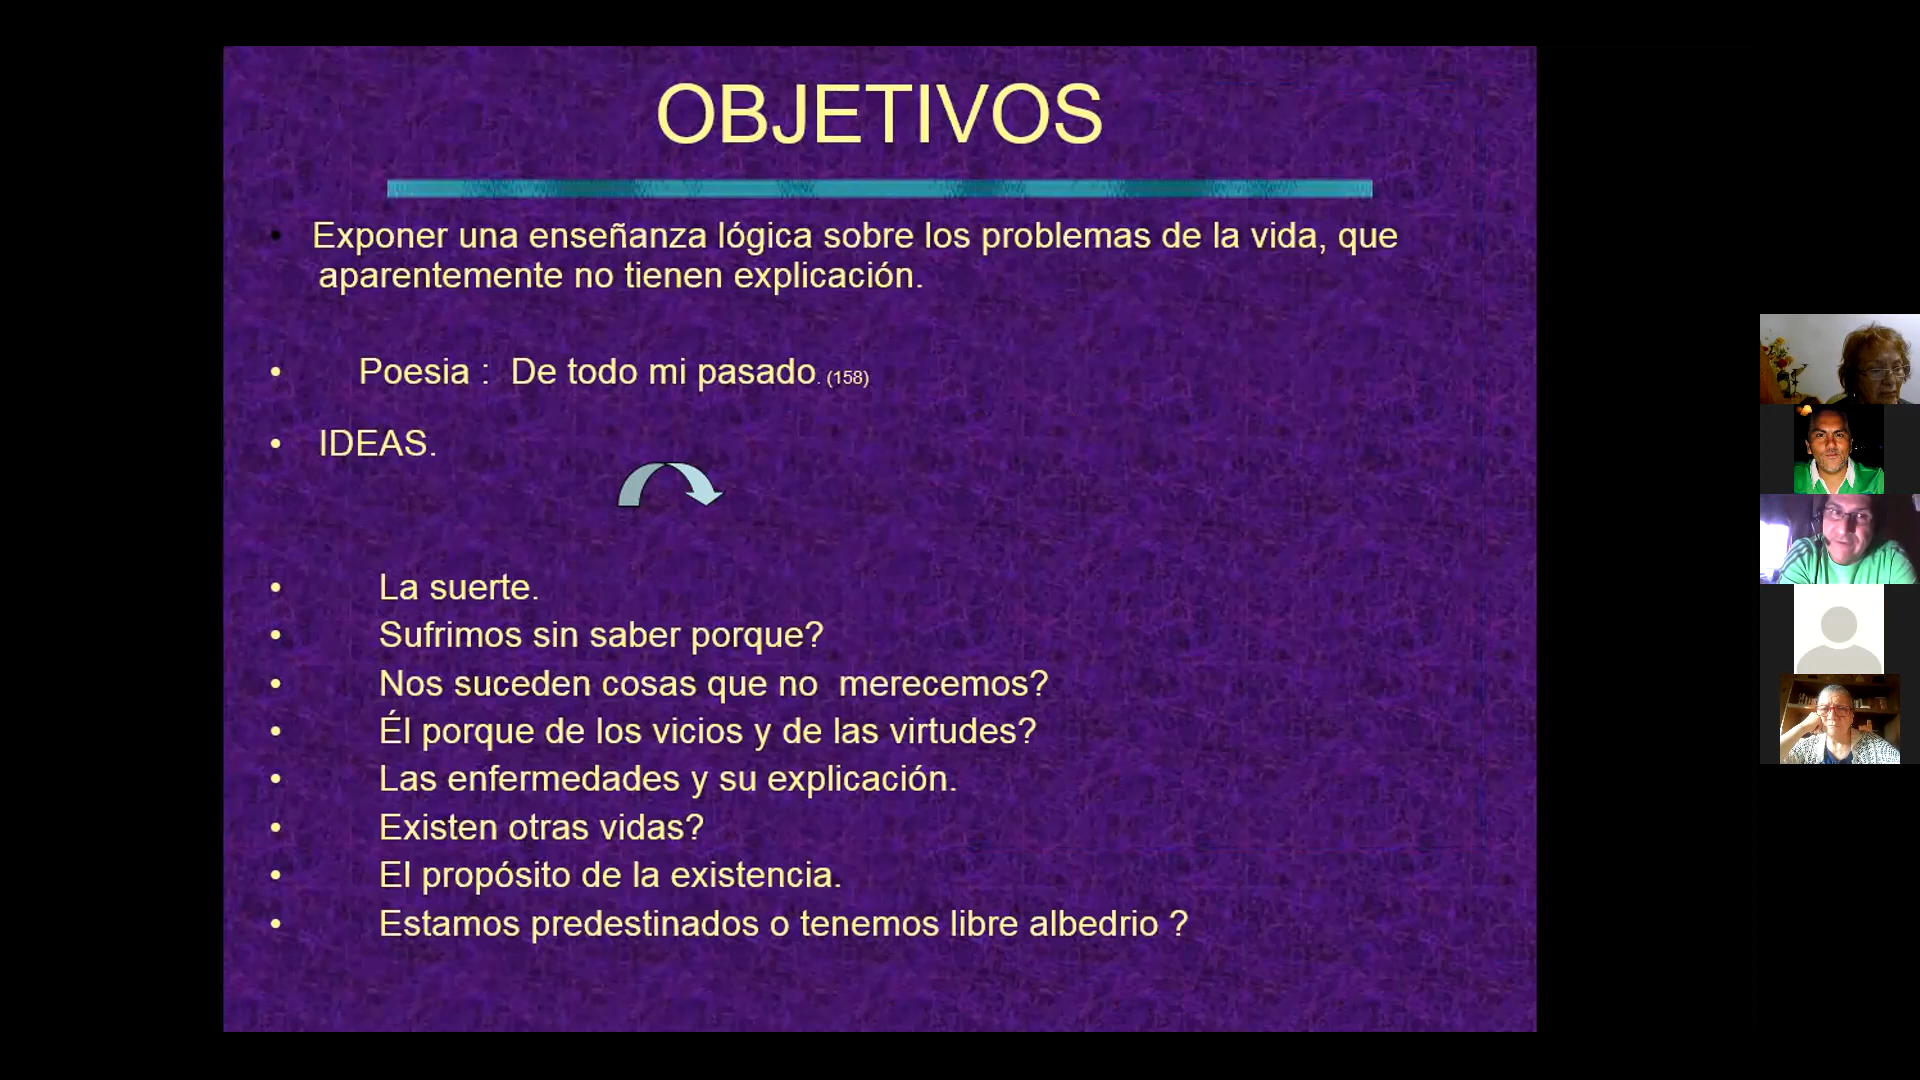 OBJETIVOS
• Exponer una enseñanza lógica sobre los problemas de la vida, que
aparentemente no tienen explicación.
• Poesia : De todo mi pasado. (158)
• IDEAS.
• La suerte.
• Sufrimos sin saber porque?
• Nos suceden cosas que no  merecemos?
• Él porque de los vicios y de las virtudes?
• Las enfermedades y su explicación.
• Existen otras vidas?
• El propósito de la existencia.
• Estamos predestinados o tenemos libre albedrio ?